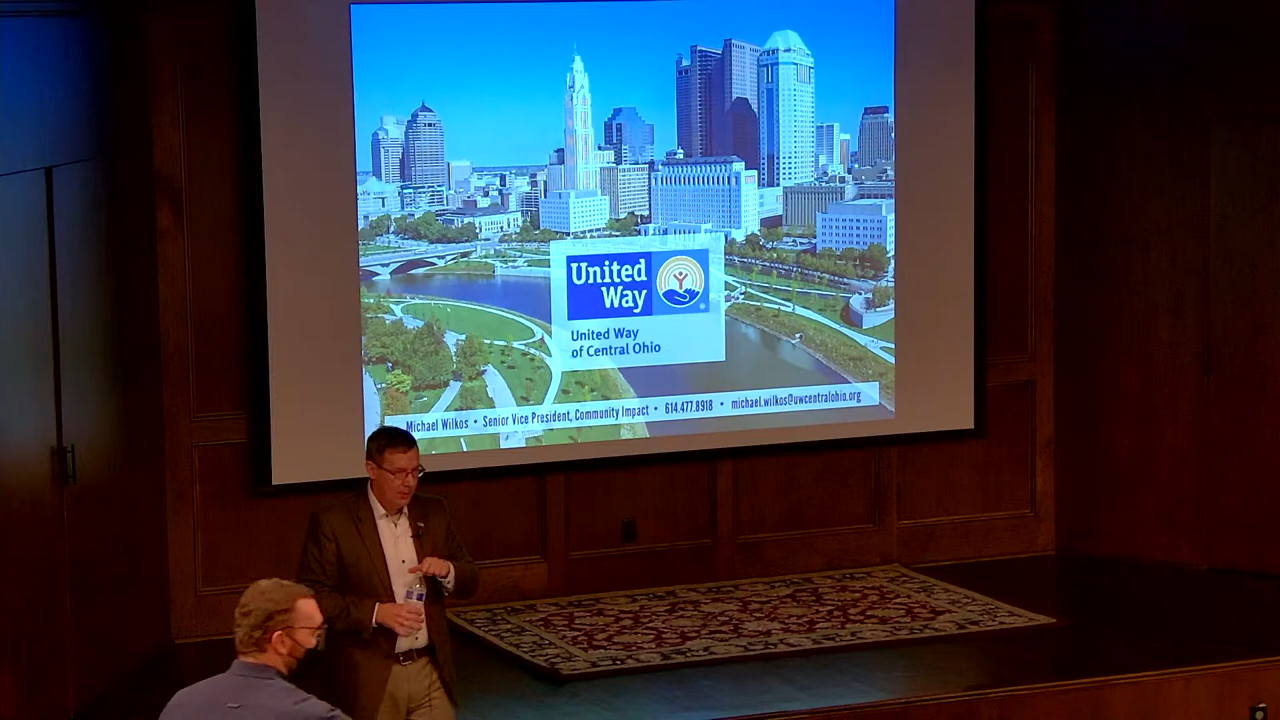 United
Way
United Way
of Central Ohio
Michael Wilkos • Senior Vice President, Community Impact • 614.477.8918 • michael.wilkos@uwcentralohio.org